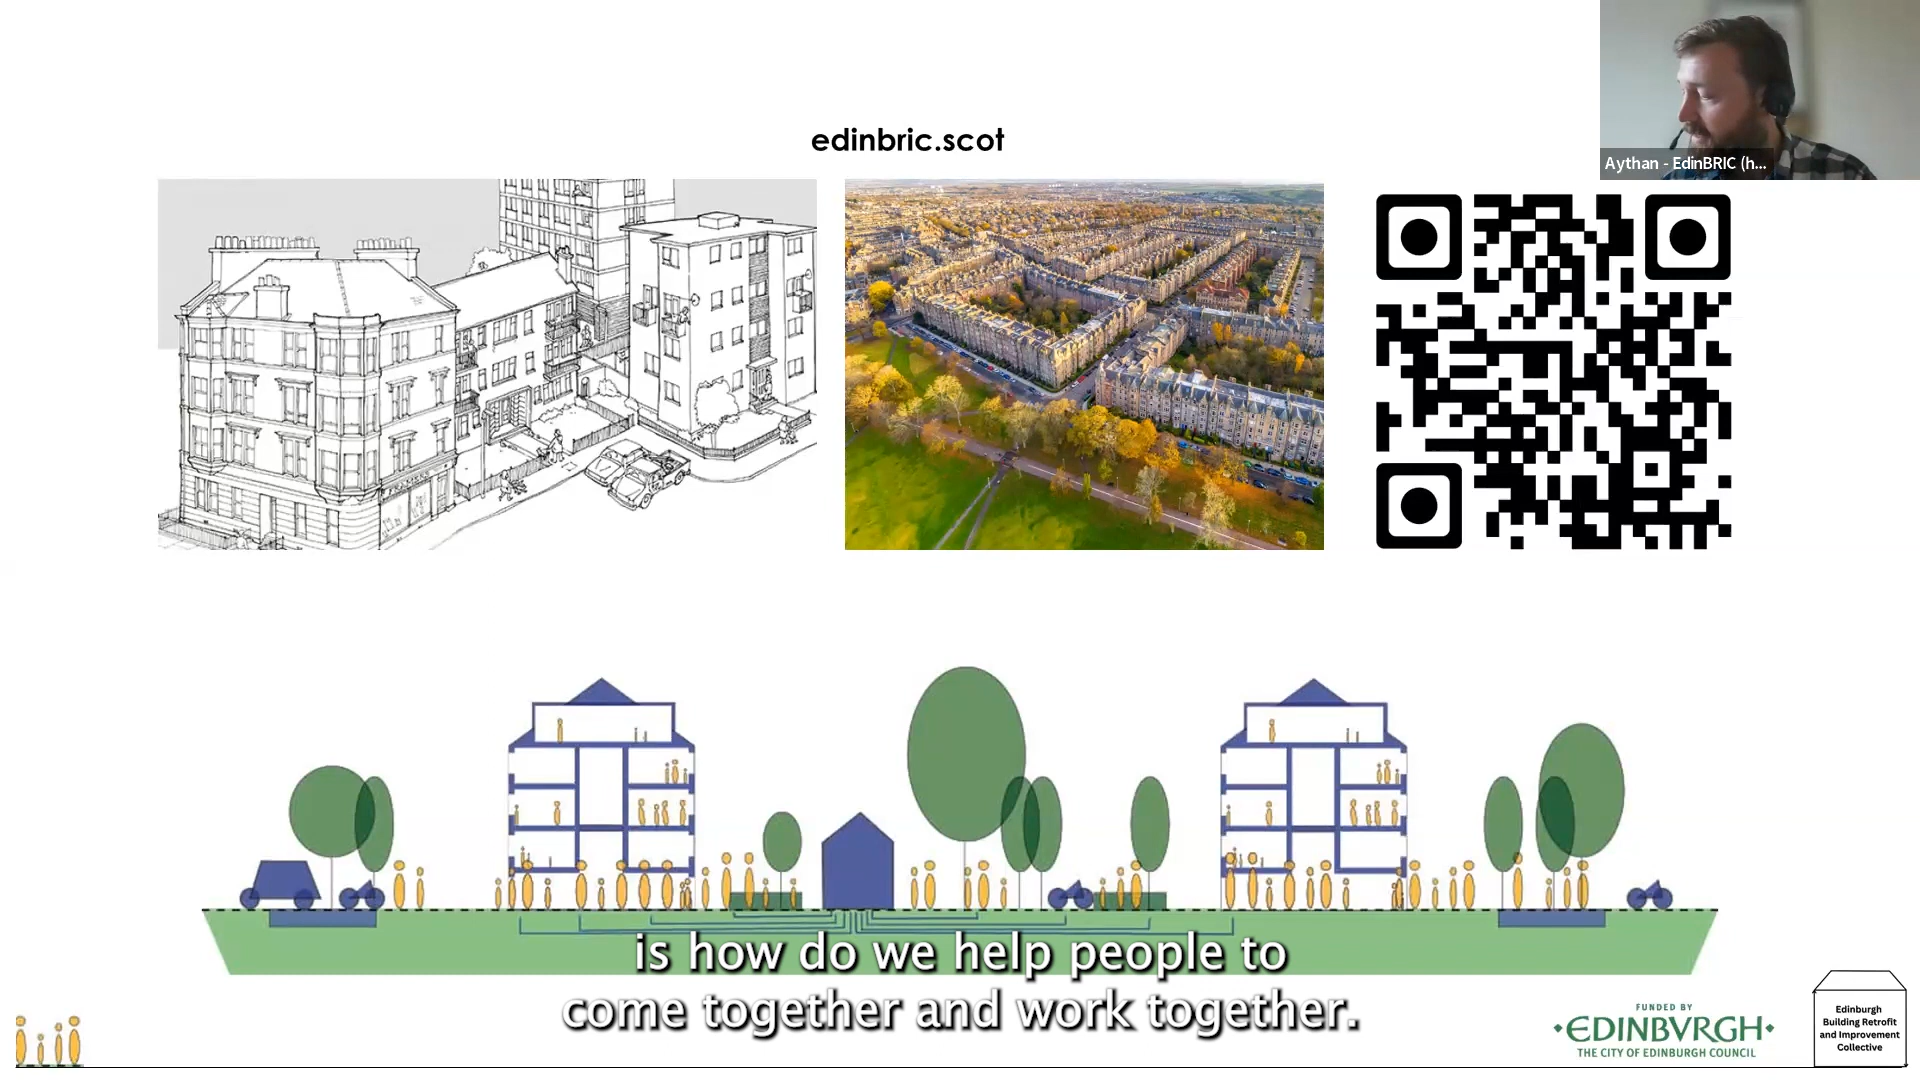 edinbric.scot
Aythan - EdinBRIC (h...
is how do we help people to
come together and work together.
FUNDED BY
•EDINBVRGH•
THE CITY OF EDINBURGH COUNCIL
Edinburgh
Building Retrofit
and Improvement
Collective